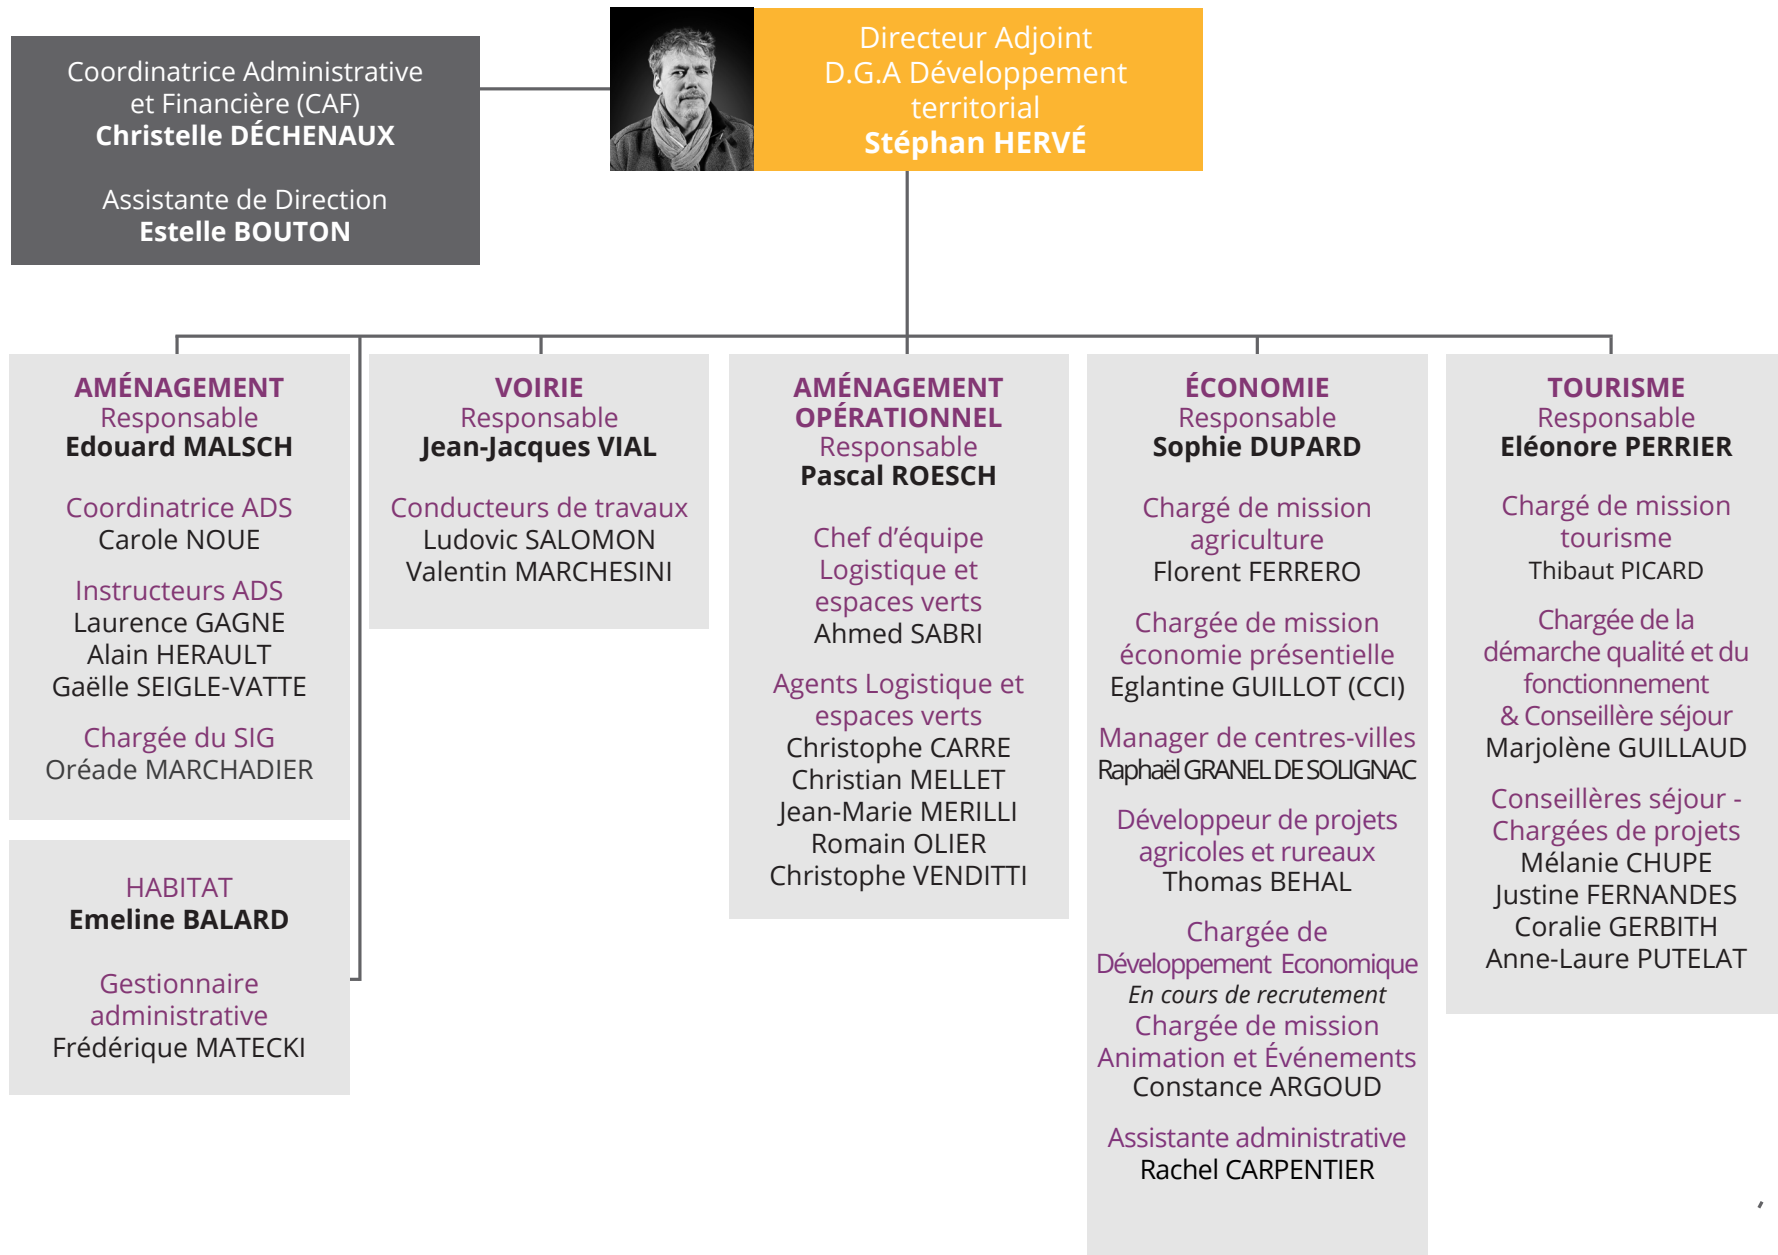 Coordinatrice Administrative
et Financière (CAF)
Christelle DÉCHENAUX
Assistante de Direction
Estelle BOUTON
Directeur Adjoint
D.G.A Développement
territorial
Stéphan HERVÉ
AMÉNAGEMENT
Responsable
Edouard MALSCH
Coordinatrice ADS
Carole NOUE
Instructeurs ADS
Laurence GAGNE
Alain HERAULT
Gaëlle SEIGLE-VATTE
Chargée du SIG
Oréade MARCHADIER
HABITAT
Emeline BALARD
Gestionnaire
administrative
Frédérique MATECKI
VOIRIE
Responsable
Jean-Jacques VIAL
Conducteurs de travaux
Ludovic SALOMON
Valentin MARCHESINI
AMÉNAGEMENT
OPÉRATIONNEL
Responsable
Pascal ROESCH
Chef d'équipe
Logistique et
espaces verts
Ahmed SABRI
Agents Logistique et
espaces verts
Christophe CARRE
Christian MELLET
Jean-Marie MERILLI
Romain OLIER
Christophe VENDITTI
ÉCONOMIE
Responsable
Sophie DUPARD
Chargé de mission
agriculture
Florent FERRERO
Chargée de mission
économie présentielle
Eglantine GUILLOT (CCI)
Manager de centres-villes
Raphaël GRANEL DE SOLIGNAC
Développeur de projets
agricoles et rureaux
Thomas BEHAL
Chargée de
Développement Economique
En cours de recrutement
Chargée de mission
Animation et Événements
Constance ARGOUD
Assistante administrative
Rachel CARPENTIER
TOURISME
Responsable
Eléonore PERRIER
Chargé de mission
tourisme
Thibaut PICARD
Chargée de la
démarche qualité et du
fonctionnement
& Conseillère séjour
Marjolène GUILLAUD
Conseillères séjour -
Chargées de projets
Mélanie CHUPE
Justine FERNANDES
Coralie GERBITH
Anne-Laure PUTELAT